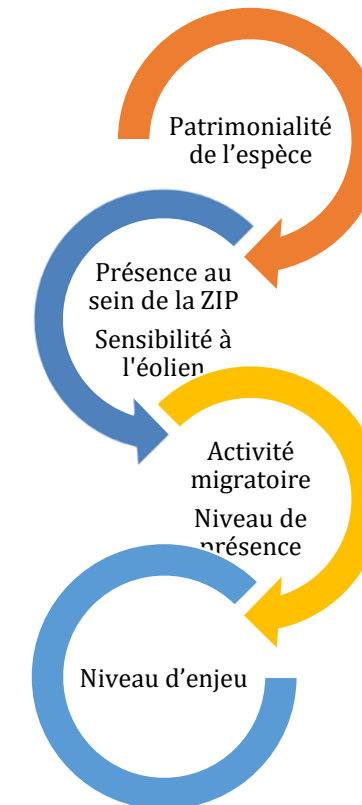 Patrimonialité
de l’espèce
Présence au
sein de la ZIP
Sensibilité à
l'éolien
Activité
migratoire
Niveau de
présence
Niveau d’enjeu